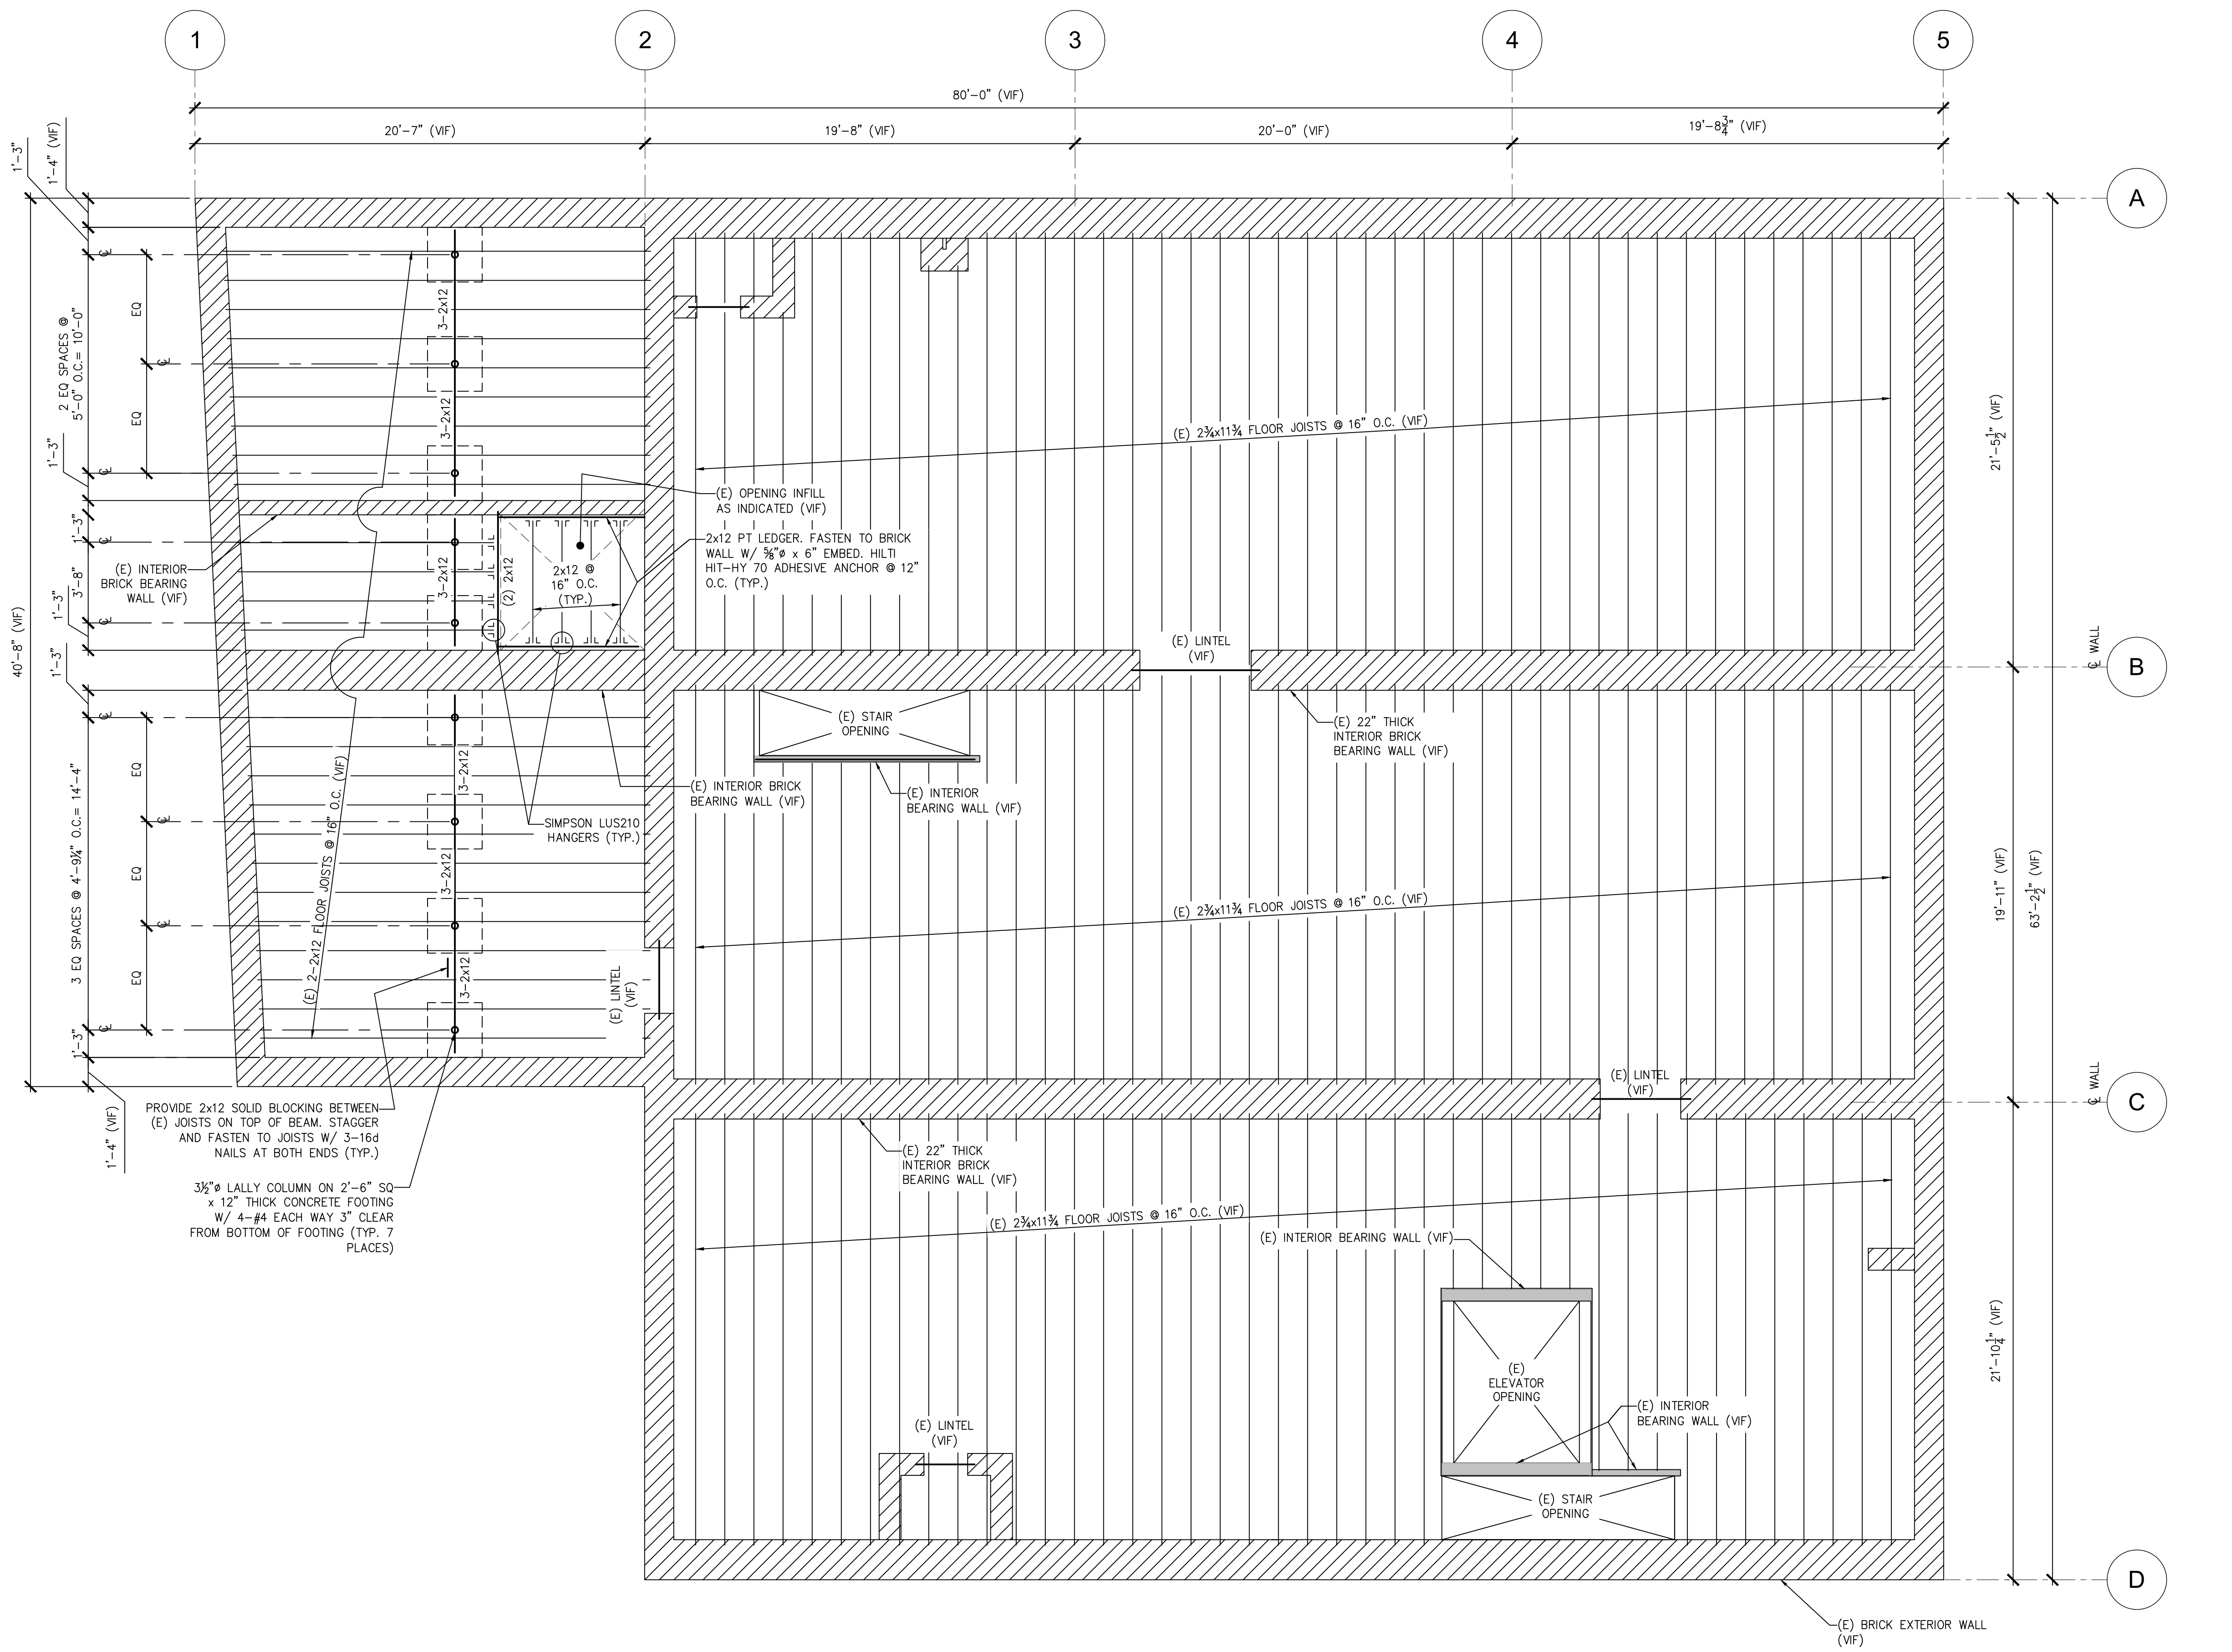 1
2
3
4
5
80'-0" (VIF)
20'-7" (VIF)
19'-8" (VIF)
20'-0" (VIF)
19'-8¾" (VIF)
A
B
C
D
1'-3"
1'-4" (VIF)
40'-8" (VIF)
2 EQ SPACES @
5'-0" O.C.= 10'-0"
EQ
EQ
1'-3"
1'-3"
3'-8"
1'-3"
1'-3"
3 EQ SPACES @ 4'-9¼" O.C.= 14'-4"
EQ
EQ
EQ
1'-3"
1'-4" (VIF)
℄
℄
℄
℄
℄
℄
℄
℄
℄
3-2x12
3-2x12
3-2x12
3-2x12
3-2x12
3-2x12
(2) 2x12
2x12 @
16" O.C.
(TYP.)
(E) OPENING INFILL
AS INDICATED (VIF)
2x12 PT LEDGER. FASTEN TO BRICK
WALL W/ ⅝"ø x 6" EMBED. HILTI
HIT-HY 70 ADHESIVE ANCHOR @ 12"
O.C. (TYP.)
(E) INTERIOR
BRICK BEARING
WALL (VIF)
(E) INTERIOR BRICK
BEARING WALL (VIF)
SIMPSON LUS210
HANGERS (TYP.)
(E) 2-2x12 FLOOR JOISTS @ 16" O.C. (VIF)
(E) LINTEL
(VIF)
PROVIDE 2x12 SOLID BLOCKING BETWEEN
(E) JOISTS ON TOP OF BEAM. STAGGER
AND FASTEN TO JOISTS W/ 3-16d
NAILS AT BOTH ENDS (TYP.)
3½"ø LALLY COLUMN ON 2'-6" SQ
x 12" THICK CONCRETE FOOTING
W/ 4-#4 EACH WAY 3" CLEAR
FROM BOTTOM OF FOOTING (TYP. 7
PLACES)
(E) 2¾x11¾ FLOOR JOISTS @ 16" O.C. (VIF)
(E) LINTEL
(VIF)
(E) STAIR
OPENING
(E) INTERIOR
BEARING WALL (VIF)
(E) 22" THICK
INTERIOR BRICK
BEARING WALL (VIF)
(E) 2¾x11¾ FLOOR JOISTS @ 16" O.C. (VIF)
(E) LINTEL
(VIF)
(E) 22" THICK
INTERIOR BRICK
BEARING WALL (VIF)
(E) 2¾x11¾ FLOOR JOISTS @ 16" O.C. (VIF)
(E) INTERIOR BEARING WALL (VIF)
(E)
ELEVATOR
OPENING
(E) INTERIOR
BEARING WALL (VIF)
(E) LINTEL
(VIF)
(E) STAIR
OPENING
(E) BRICK EXTERIOR WALL
(VIF)
21'-5½" (VIF)
19'-11" (VIF)
63'-2½" (VIF)
21'-10¼" (VIF)
℄ WALL
℄ WALL